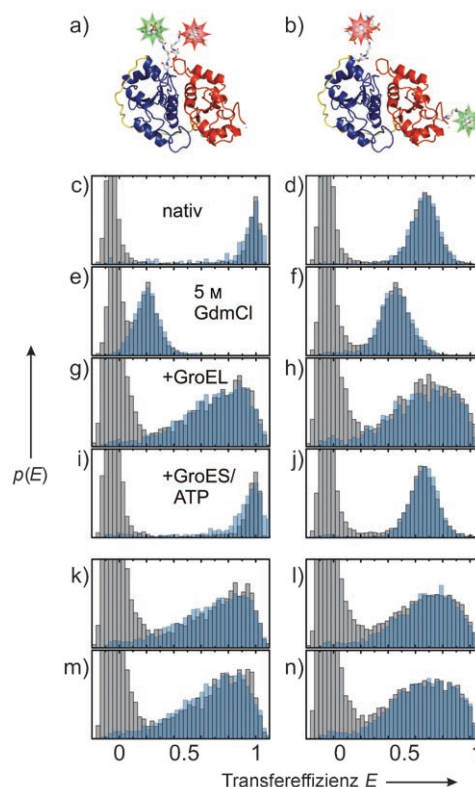 a)
b)
c)
nativ
d)
e)
5 M
GdmCl
f)
g)
+GroEL
h)
p(E)
i)
+GroES/
ATP
j)
k)
l)
m)
n)
0 0.5 1 0 0.5 1
Transfereffizienz E